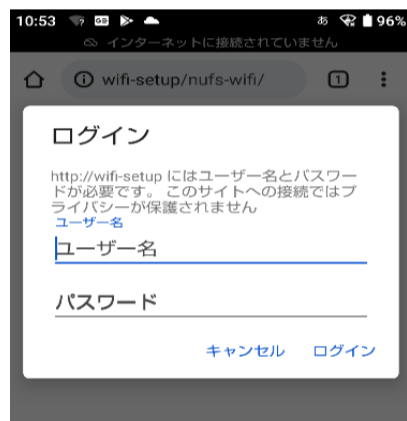 10:53 GE あ 96%
インターネットに接続されていません
wifi-setup/nufs-wifi/ 1
ログイン
http://wifi-setup にはユーザー名とパスワー
ドが必要です。 このサイトへの接続ではプ
ライバシーが保護されません
ユーザー名
ユーザー名
パスワード
キャンセル ログイン